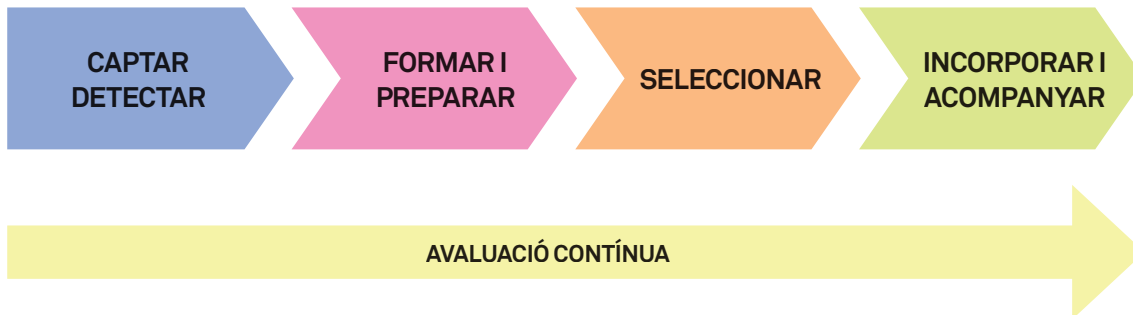 CAPTAR
DETECTAR
FORMAR I
PREPARAR
SELECCIONAR
INCORPORAR I
ACOMPANYAR
AVALUACIÓ CONTÍNUA